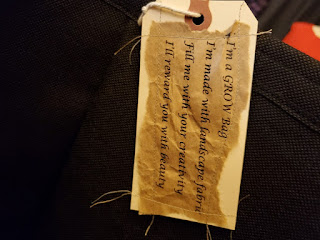 I'm a GROW Bag
I'm made with landscape fabric
Fill me with your creativity
I'll reward you with beauty